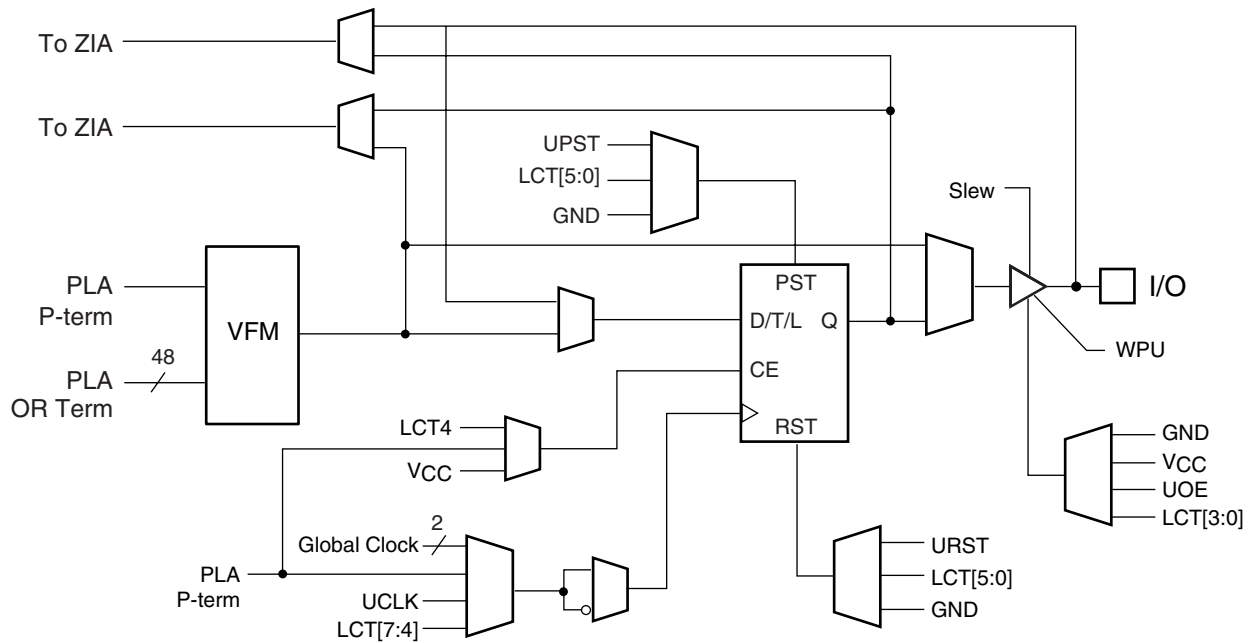 To ZIA
To ZIA
UPST
LCT[5:0]
GND
Slew
PLA
P-term
VFM
PST
I/O
D/T/L Q
WPU
48
PLA
OR Term
CE
LCT4
RST
VCC
GND
VCC
UOE
LCT[3:0]
2
Global Clock
URST
PLA
P-term
LCT[5:0]
UCLK
GND
LCT[7:4]